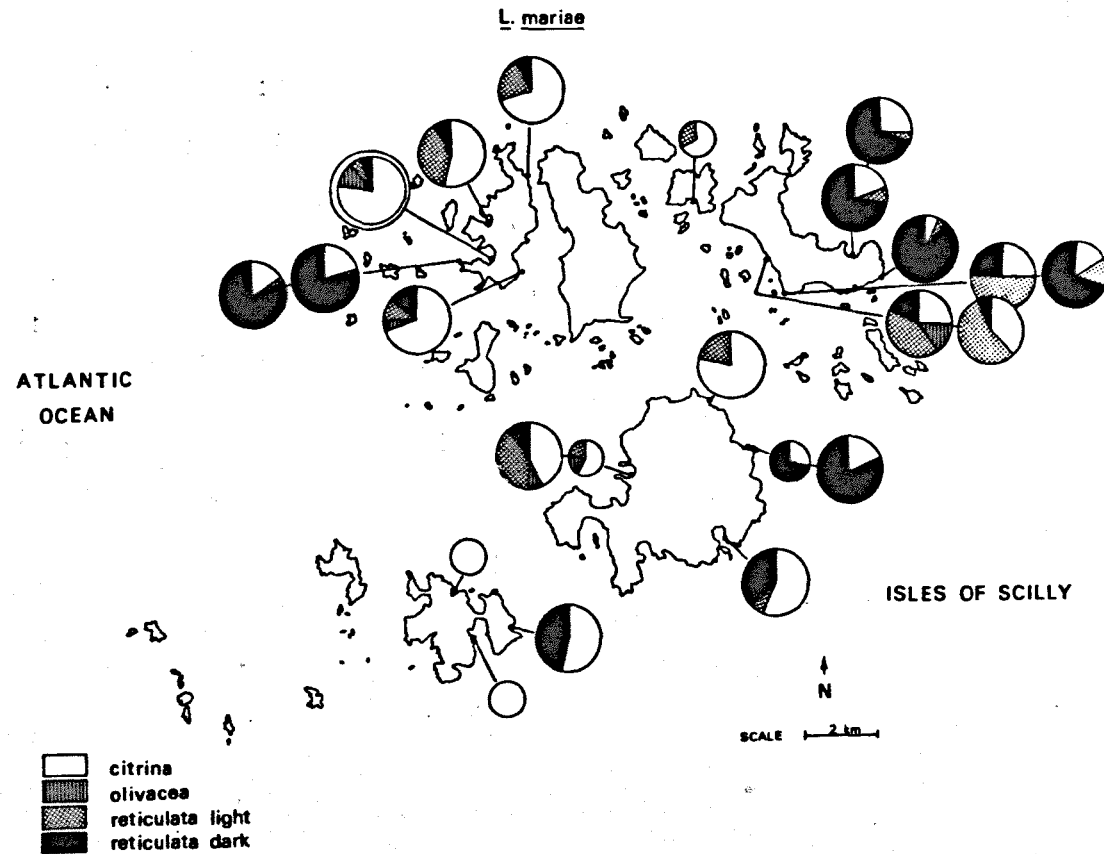 L. mariae
ATLANTIC
OCEAN
ISLES OF SCILLY
N
SCALE 2 km
citrina
olivacea
reticulata light
reticulata dark